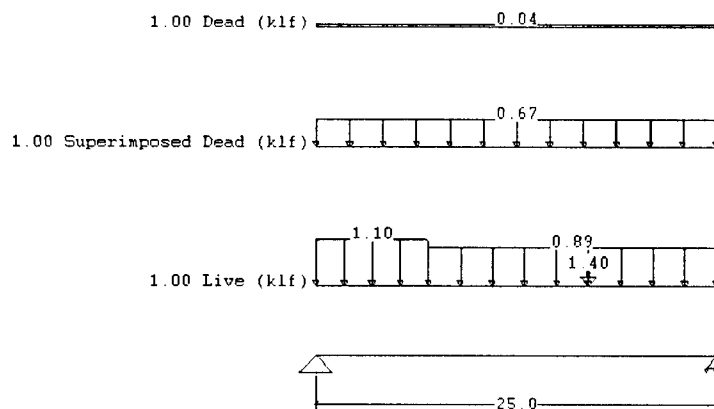 1.00 Dead (klf) 0.04
1.00 Superimposed Dead (klf) 0.67
1.10 0.89
1.40
1.00 Live (klf)
25.0